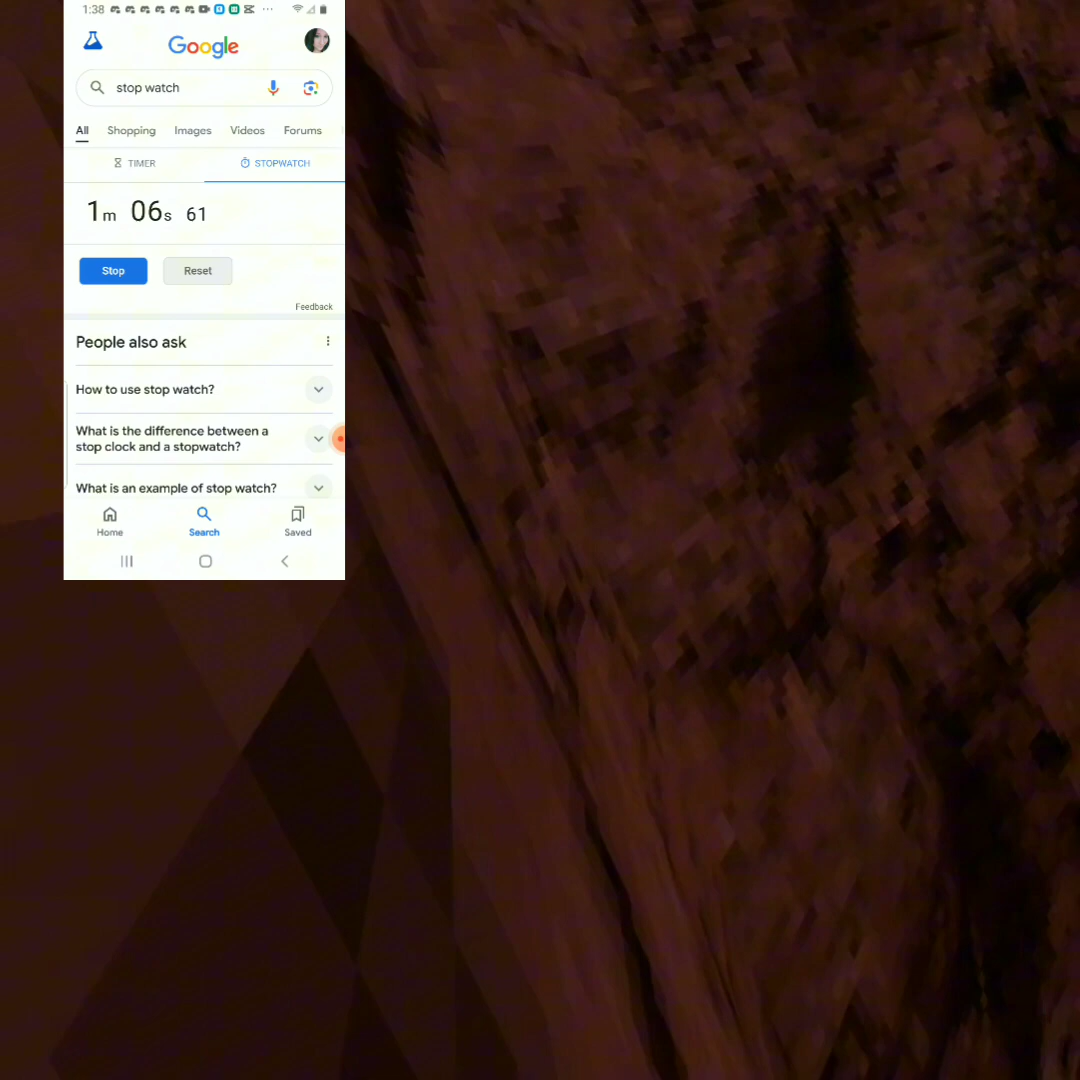 1:38
Google
stop watch
All Shopping Images Videos Forums
TIMER STOPWATCH
1m 06s 61
Stop Reset
Feedback
People also ask
How to use stop watch?
What is the difference between a
stop clock and a stopwatch?
What is an example of stop watch?
Home Search Saved